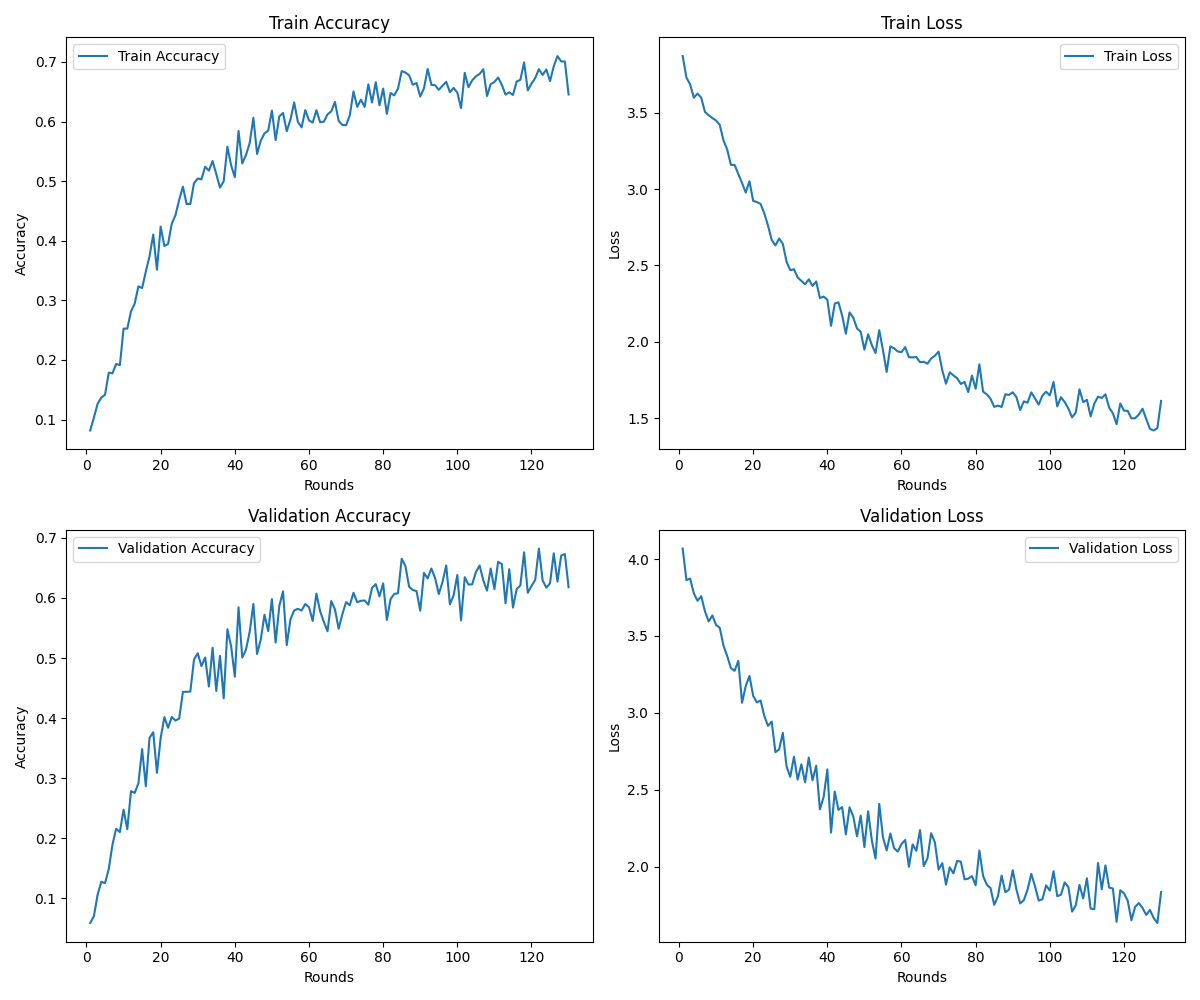 Train Accuracy
Train Accuracy
0.7
0.6
0.5
0.4
0.3
0.2
0.1
Accuracy
0 20 40 60 80 100 120
Rounds
Train Loss
Train Loss
3.5
3.0
2.5
2.0
1.5
Loss
0 20 40 60 80 100 120
Rounds
Validation Accuracy
Validation Accuracy
0.7
0.6
0.5
0.4
0.3
0.2
0.1
Accuracy
0 20 40 60 80 100 120
Rounds
Validation Loss
Validation Loss
4.0
3.5
3.0
2.5
2.0
Loss
0 20 40 60 80 100 120
Rounds